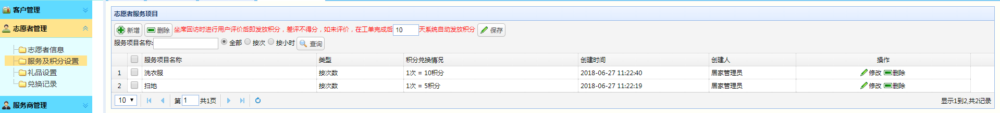 客户管理
志愿者管理
志愿者信息
服务及积分设置
礼品设置
兑换记录
服务商管理
志愿者服务项目
新增 删除 坐席回访时进行用户评价后即发放积分，差评不得分，如未评价，在工单完成后 10 天系统自动发放积分 保存
服务项目名称: 全部 按次 按小时 查询
服务项目名称 类型 积分兑换情况 创建时间 创建人 操作
1 洗衣服 按次数 1次 = 10积分 2018-06-27 11:22:40 居家管理员 修改 删除
2 扫地 按次数 1次 = 5积分 2018-06-27 11:22:19 居家管理员 修改 删除
10 第 1 共1页 显示1到2,共2记录